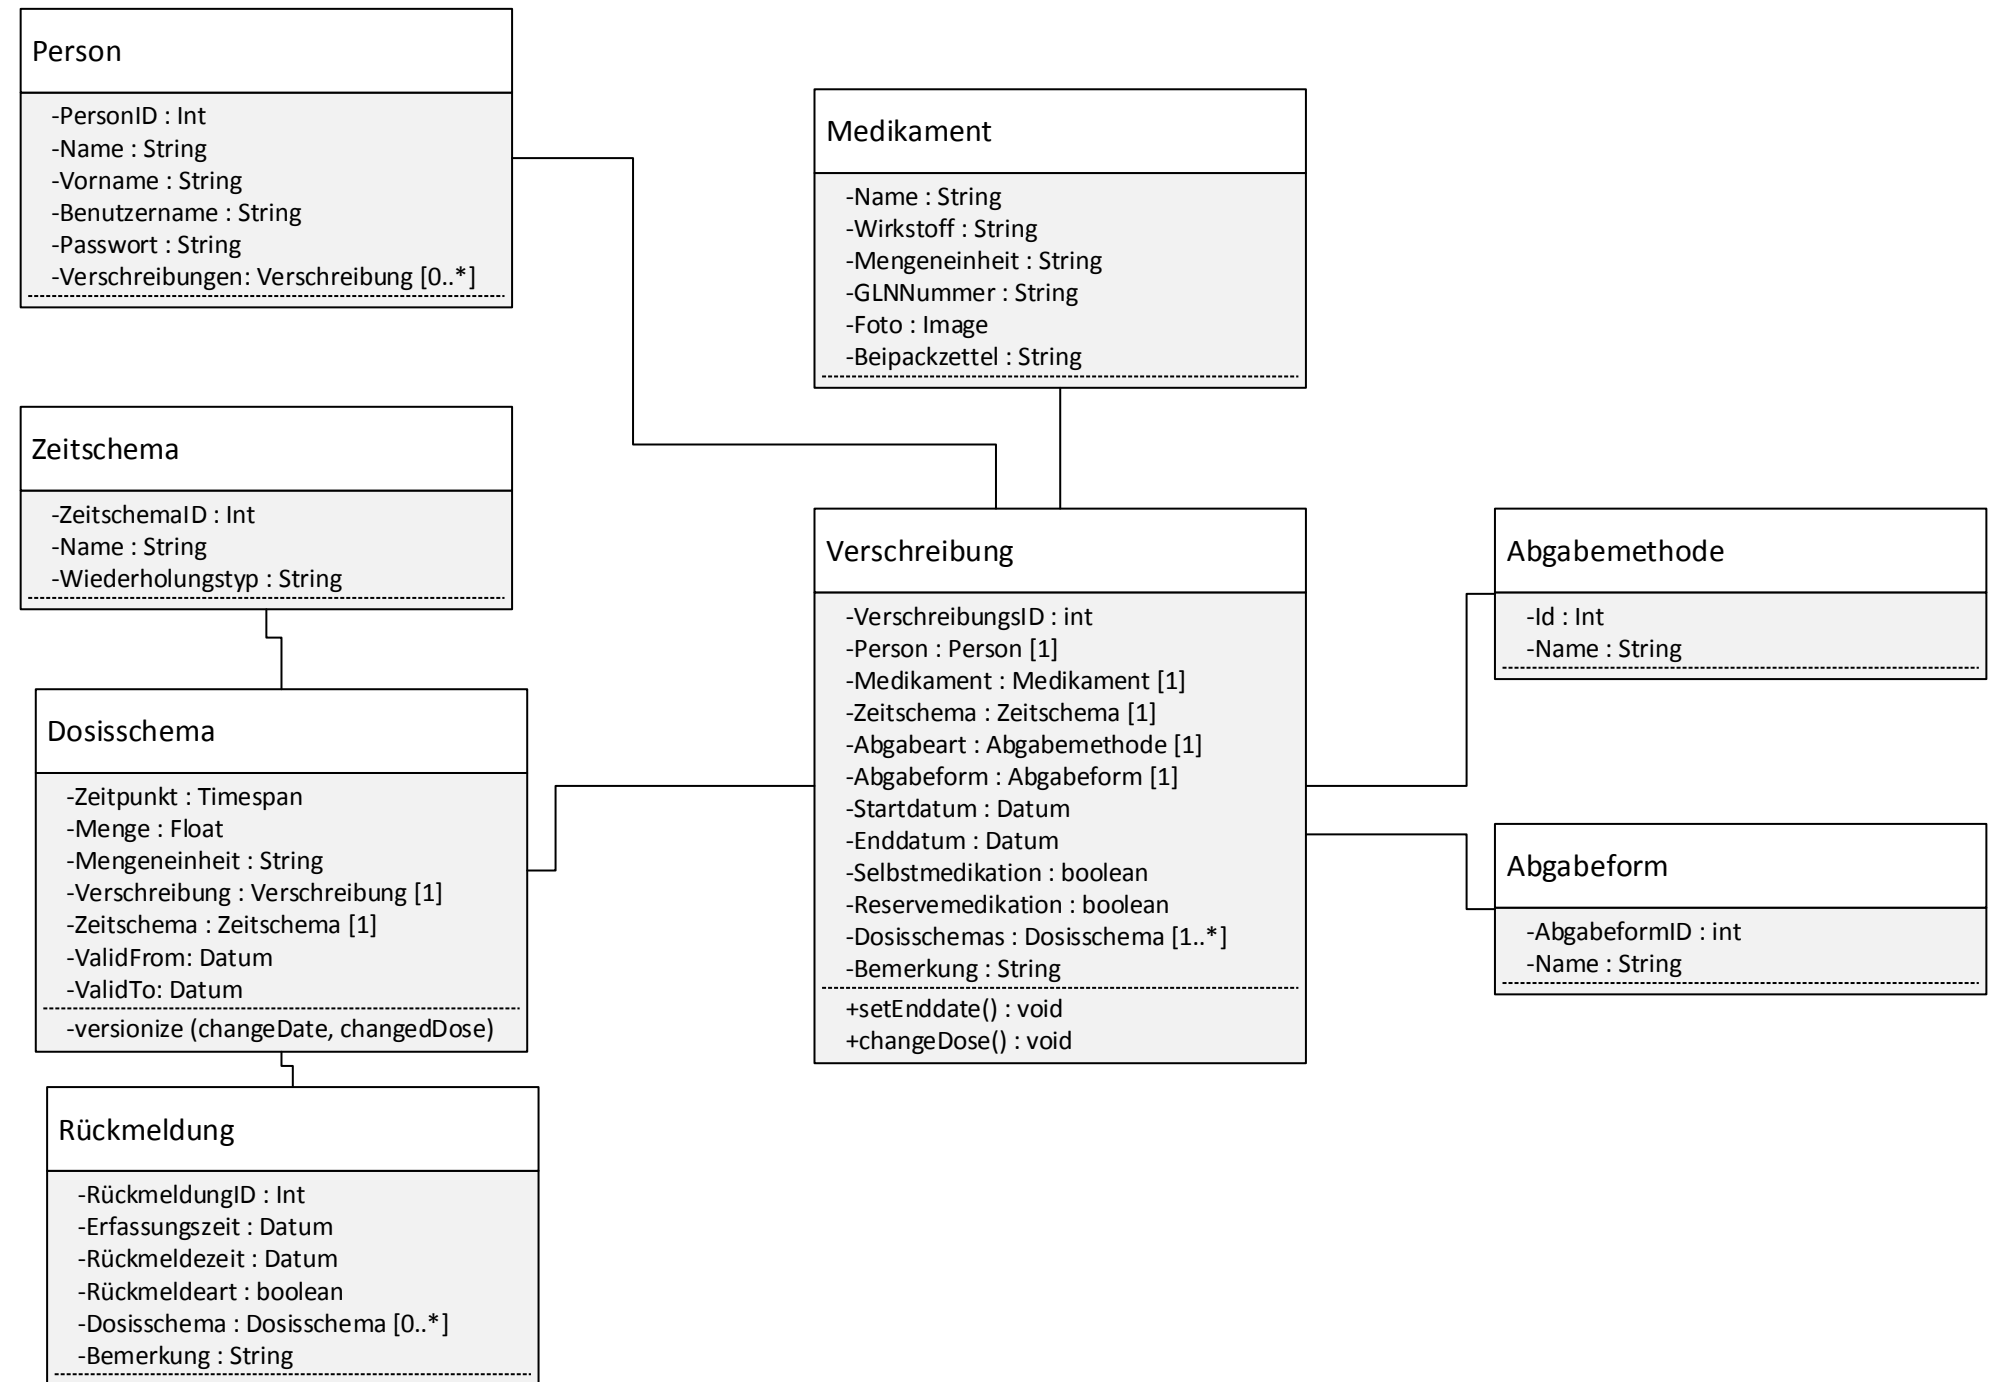 Person
-PersonID : Int
-Name : String
-Vorname : String
-Benutzername : String
-Passwort : String
-Verschreibungen: Verschreibung [0..*]
Medikament
-Name : String
-Wirkstoff : String
-Mengeneinheit : String
-GLNNummer : String
-Foto : Image
-Beipackzettel : String
Zeitschema
-ZeitschemaID : Int
-Name : String
-Wiederholungstyp : String
Dosisschema
-Zeitpunkt : Timespan
-Menge : Float
-Mengeneinheit : String
-Verschreibung : Verschreibung [1]
-Zeitschema : Zeitschema [1]
-ValidFrom: Datum
-ValidTo: Datum
-versionize (changeDate, changedDose)
Verschreibung
-VerschreibungsID : int
-Person : Person [1]
-Medikament : Medikament [1]
-Zeitschema : Zeitschema [1]
-Abgabeart : Abgabemethode [1]
-Abgabeform : Abgabeform [1]
-Startdatum : Datum
-Enddatum : Datum
-Selbstmedikation : boolean
-Reservemedikation : boolean
-Dosisschemas : Dosisschema [1..*]
-Bemerkung : String
+setEnddate() : void
+changeDose() : void
Abgabemethode
-Id : Int
-Name : String
Abgabeform
-AbgabeformID : int
-Name : String
Rückmeldung
-RückmeldungID : Int
-Erfassungszeit : Datum
-Rückmeldezeit : Datum
-Rückmeldeart : boolean
-Dosisschema : Dosisschema [0..*]
-Bemerkung : String